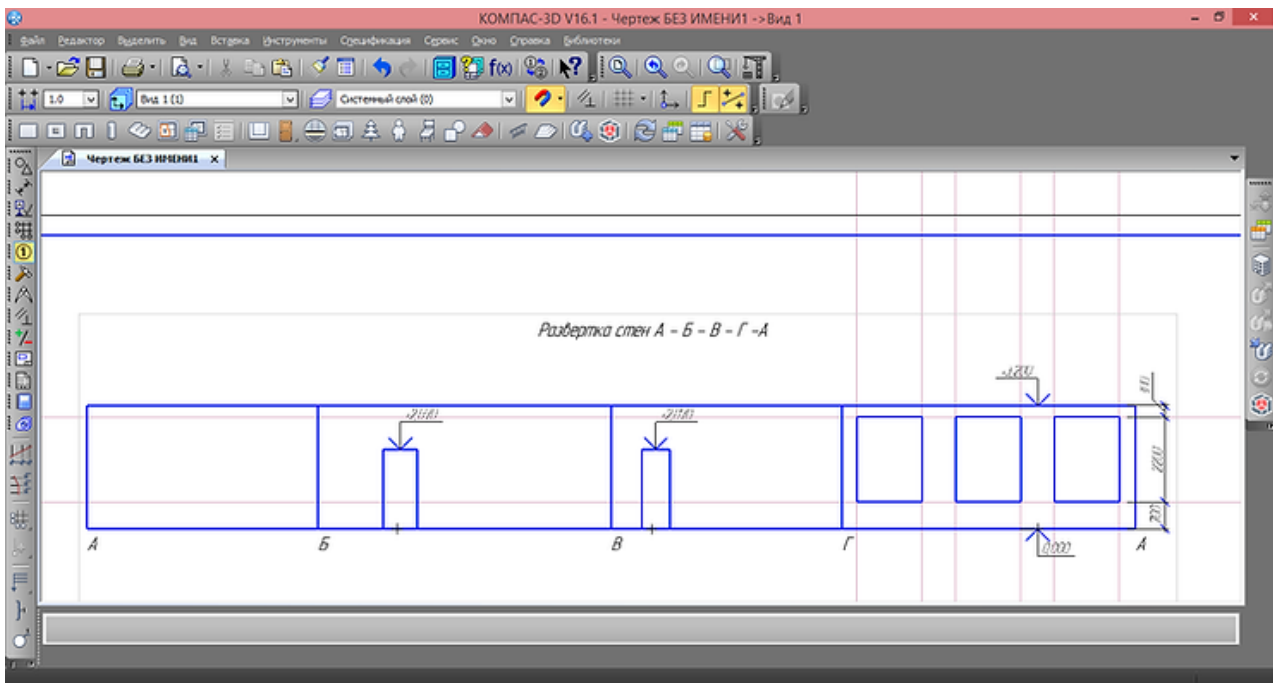 КОМПАС-3D V16.1 - Чертеж БЕЗ ИМЕНИ1 ->Вид 1
Файл Редактор Выделить Вид Вставка Инструменты Спецификация Сервис Окно Справка Библиотеки
f(x)
1.0 Вид 1 (1) Системный слой (0)
Чертеж БЕЗ ИМЕНИ1
Развертка стен А - Б - В - Г -А
2200
0,000
А Б В Г А